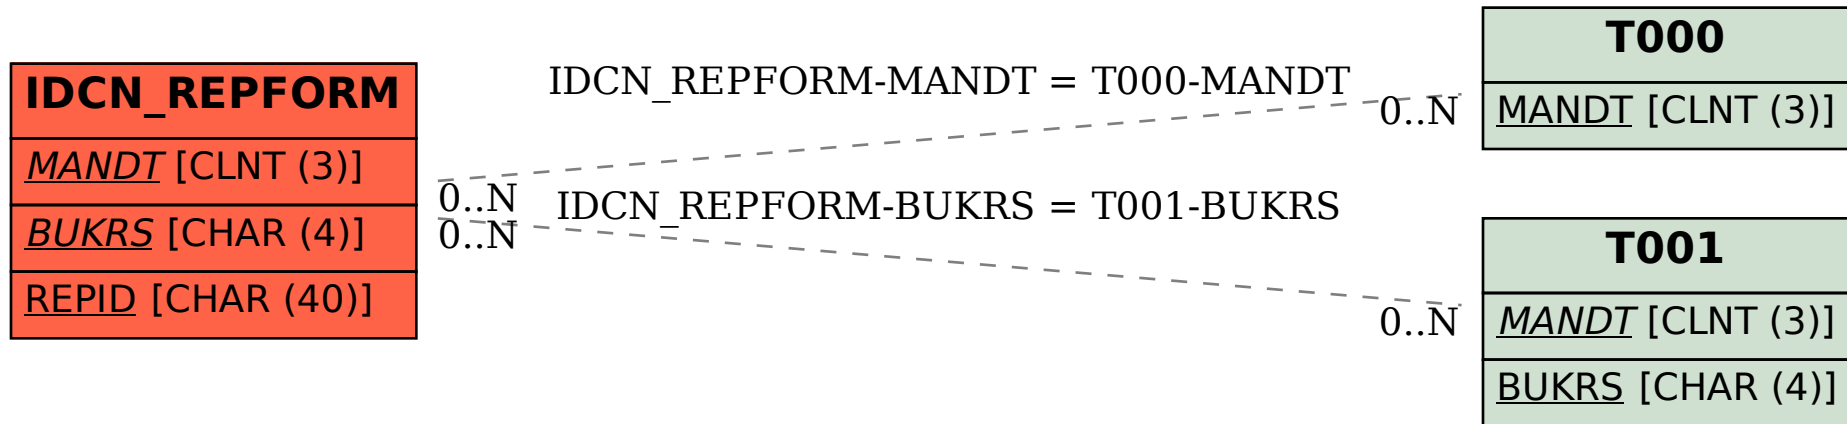 IDCN_REPFORM
MANDT [CLNT (3)]
BUKRS [CHAR (4)]
REPID [CHAR (40)]
IDCN_REPFORM-MANDT = T000-MANDT
0..N
0..N
IDCN_REPFORM-BUKRS = T001-BUKRS
0..N
0..N
T000
MANDT [CLNT (3)]
T001
MANDT [CLNT (3)]
BUKRS [CHAR (4)]